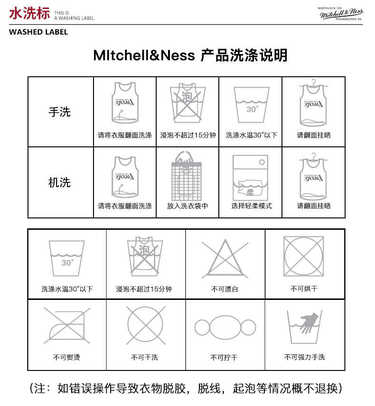 水洗标
THIS IS
A WASHING LABEL
Mitchell&Ness
WASHED LABEL
MItchell&Ness 产品洗涤说明
手洗
请将衣服翻面洗涤
浸泡不超过15分钟
30°
洗涤水温30°以下
请翻面挂晒
机洗
请将衣服翻面洗涤
放入洗衣袋中
选择轻柔模式
请翻面挂晒
30°
洗涤水温30°以下
浸泡不超过15分钟
不可漂白
不可烘干
不可熨烫
不可干洗
不可拧干
不可强力手洗
(注：如错误操作导致衣物脱胶，脱线，起泡等情况概不退换)